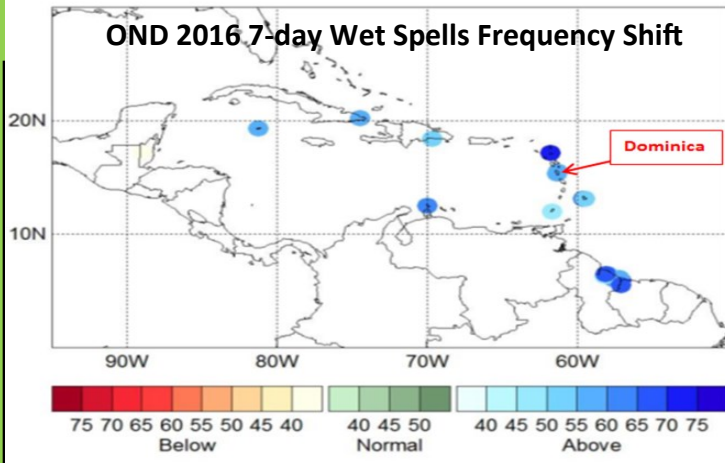 OND 2016 7-day Wet Spells Frequency Shift
20N
Dominica
10N
90W 80W 70W 60W
75 70 65 60 55 50 45 40 40 45 50 40 45 50 55 60 65 70 75
Below Normal Above